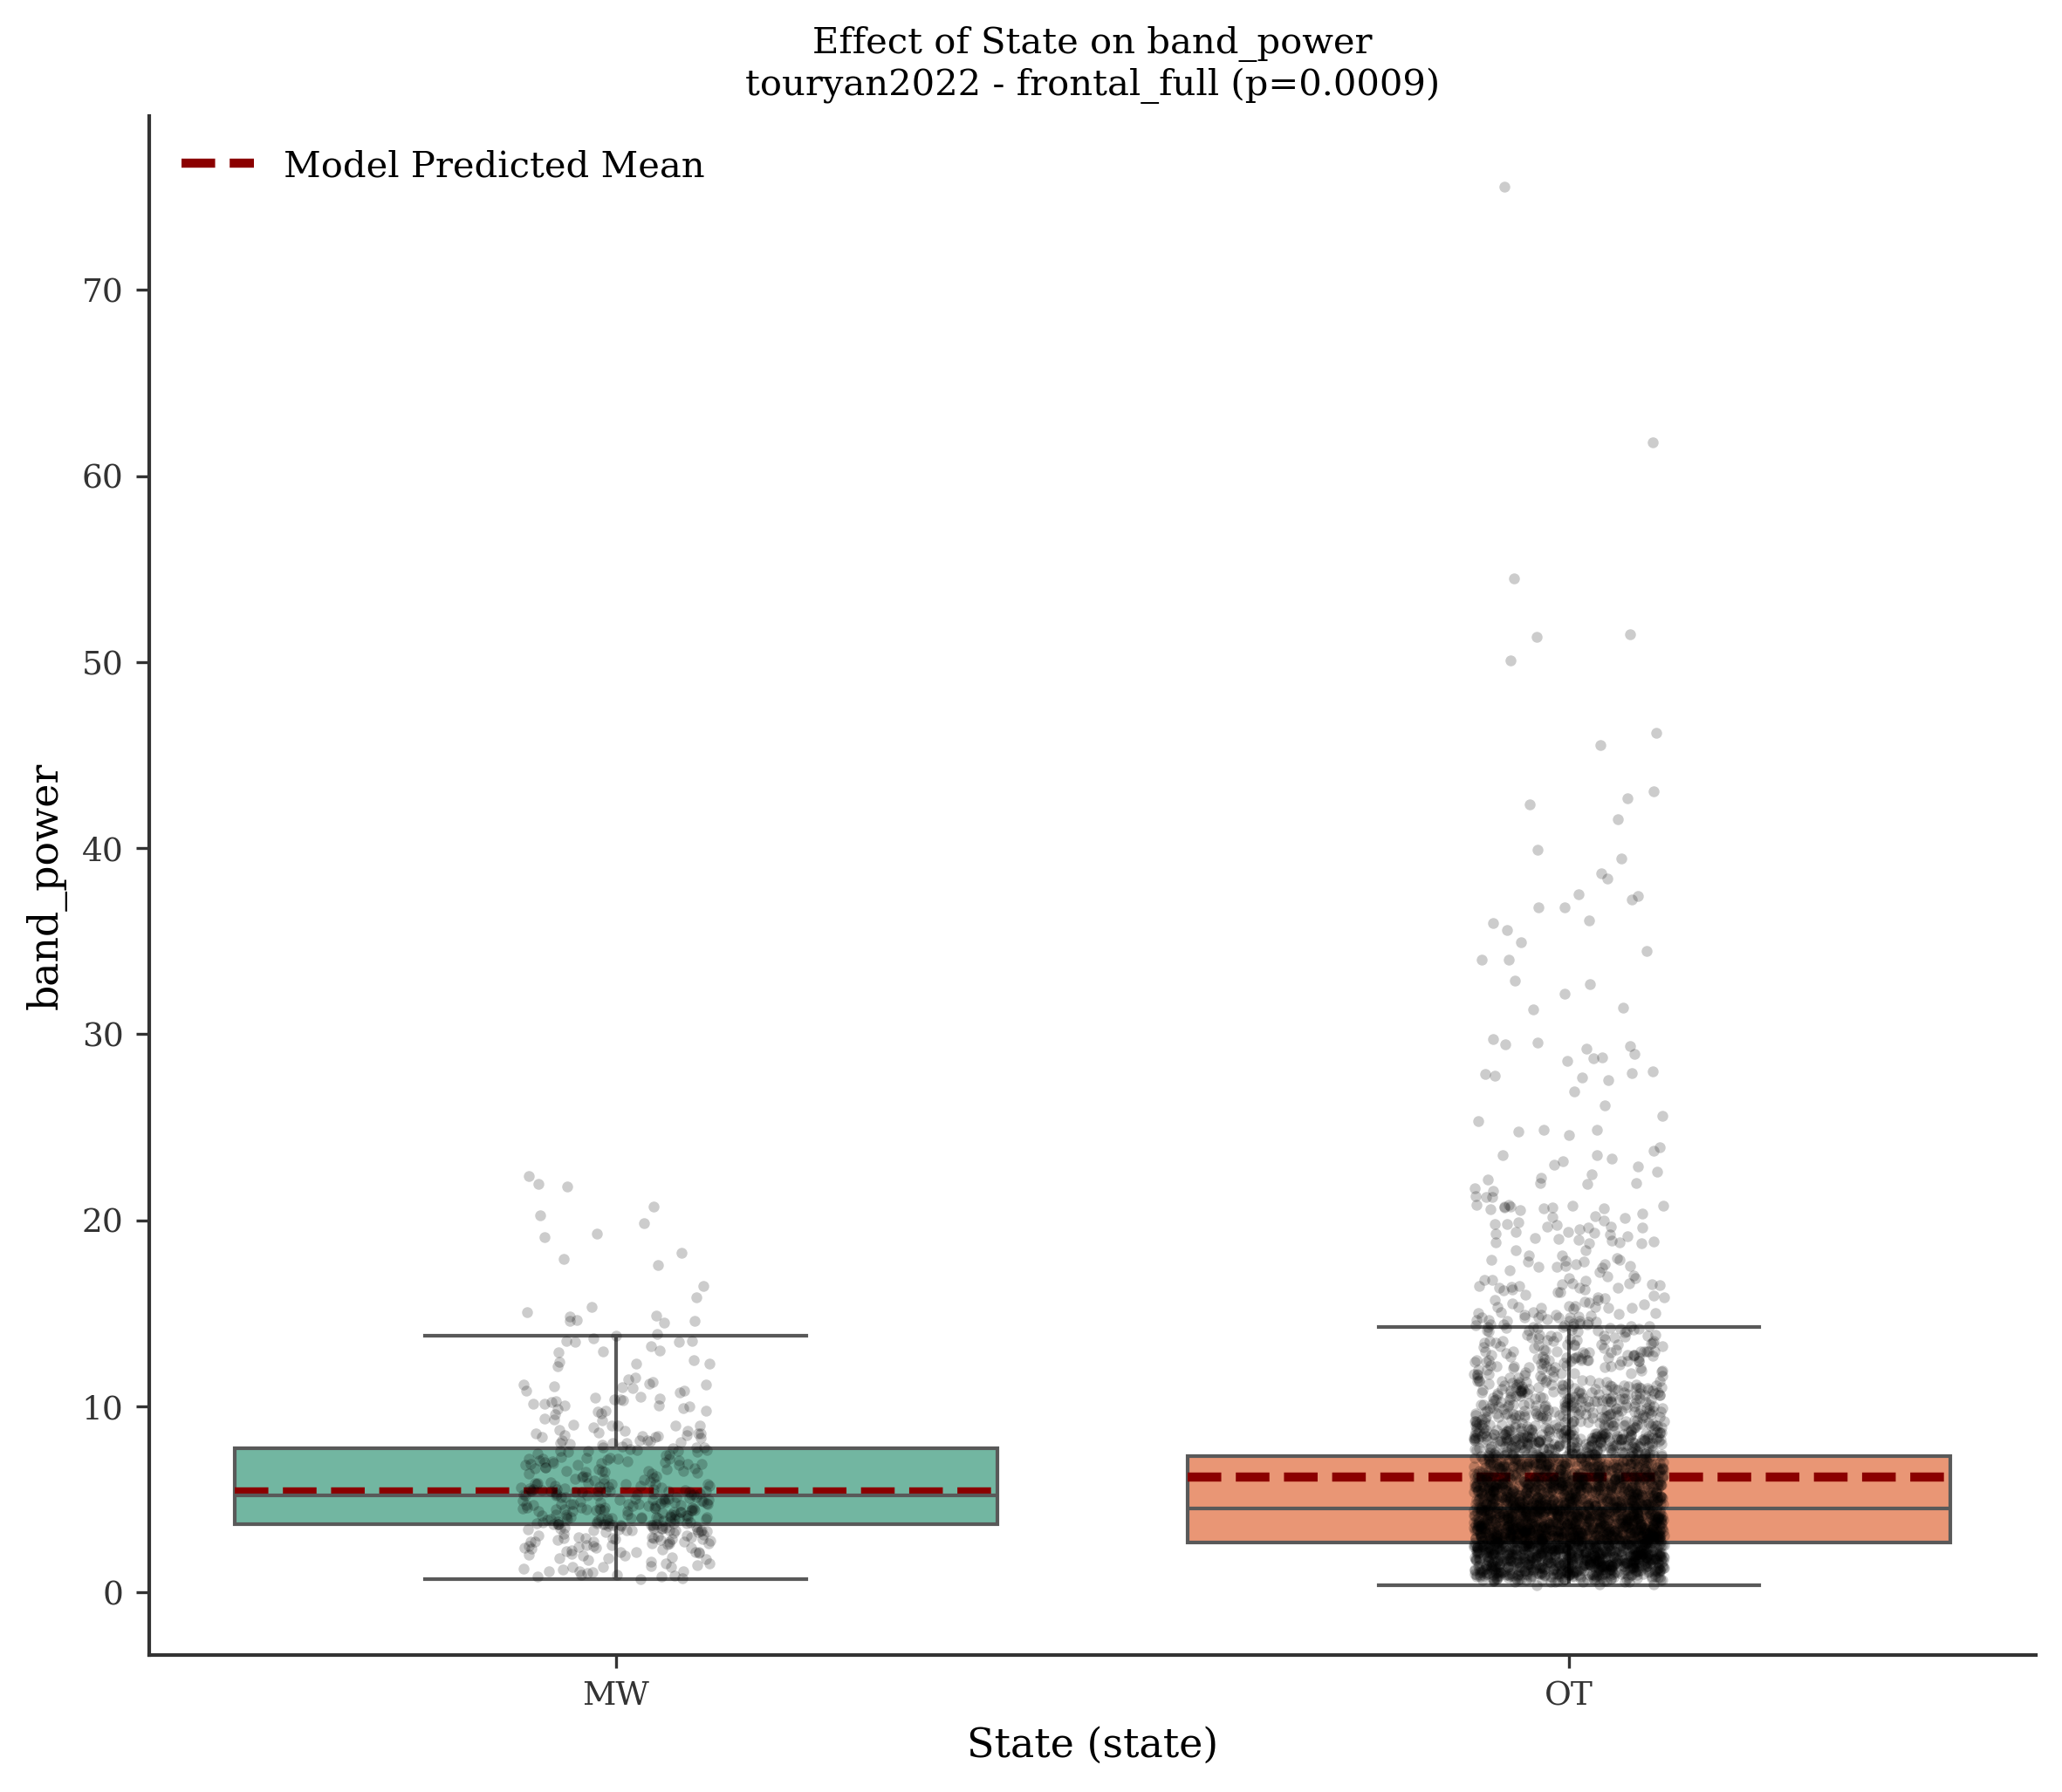 Effect of State on band_power
touryan2022 - frontal_full (p=0.0009)
Model Predicted Mean
70
60
50
40
30
20
10
0
band_power
MW
OT
State (state)